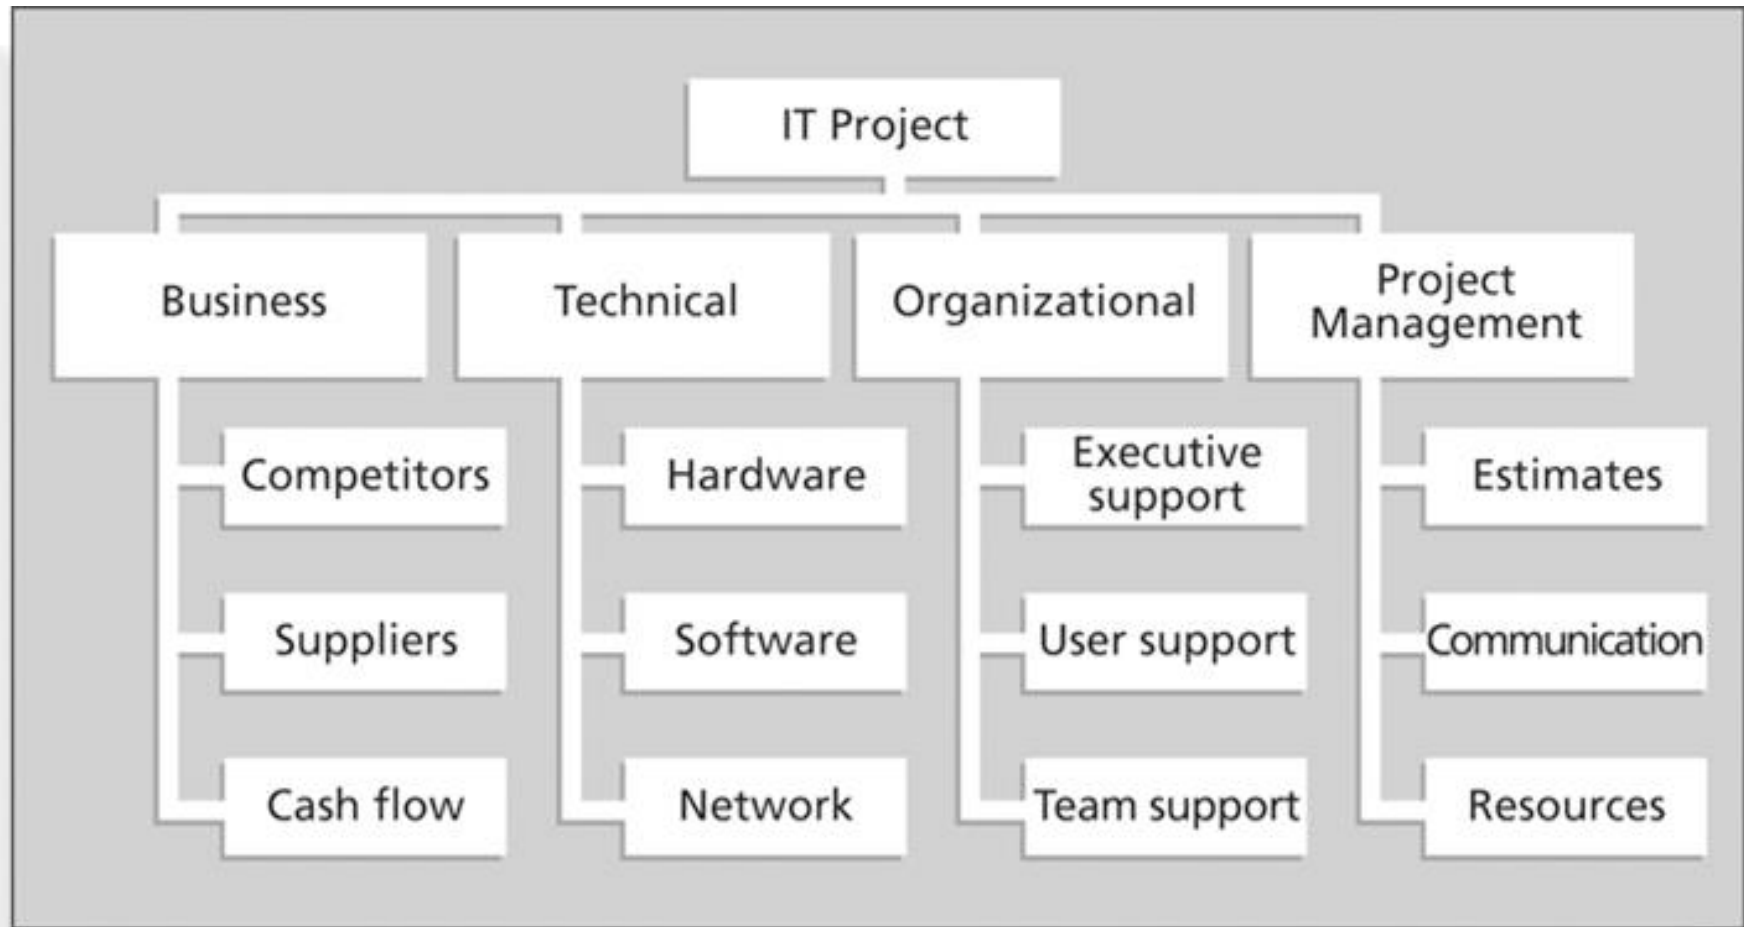 IT Project
Business
Technical
Organizational
Project
Management
Competitors
Hardware
Executive
support
Estimates
Suppliers
Software
User support
Communication
Cash flow
Network
Team support
Resources